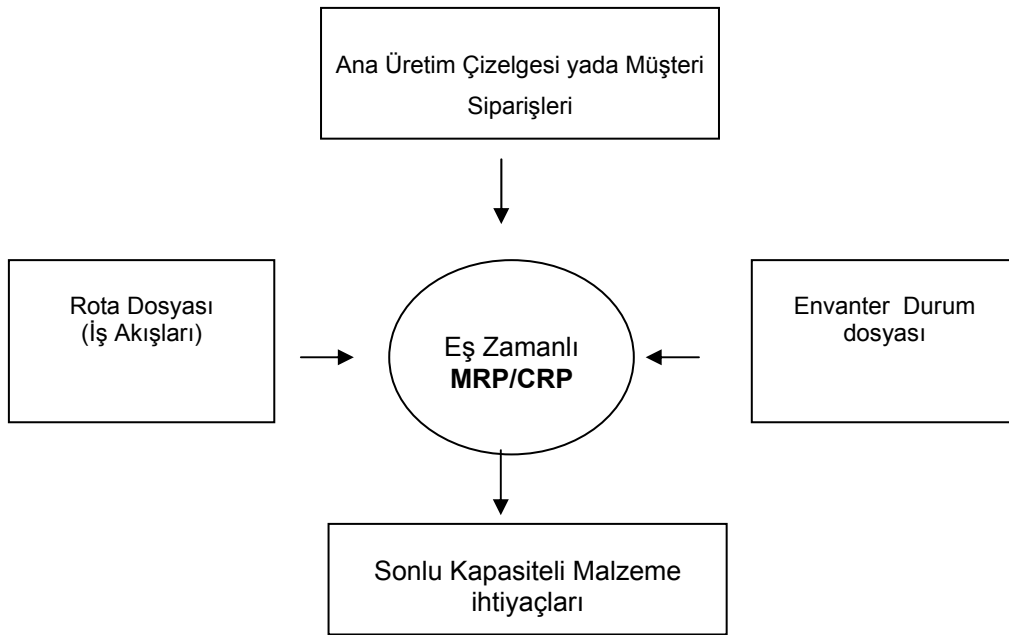 Ana Üretim Çizelgesi yada Müşteri
Siparişleri
Rota Dosyası
(İş Akışları)
Eş Zamanlı
MRP/CRP
Envanter Durum
dosyası
Sonlu Kapasiteli Malzeme
ihtiyaçları